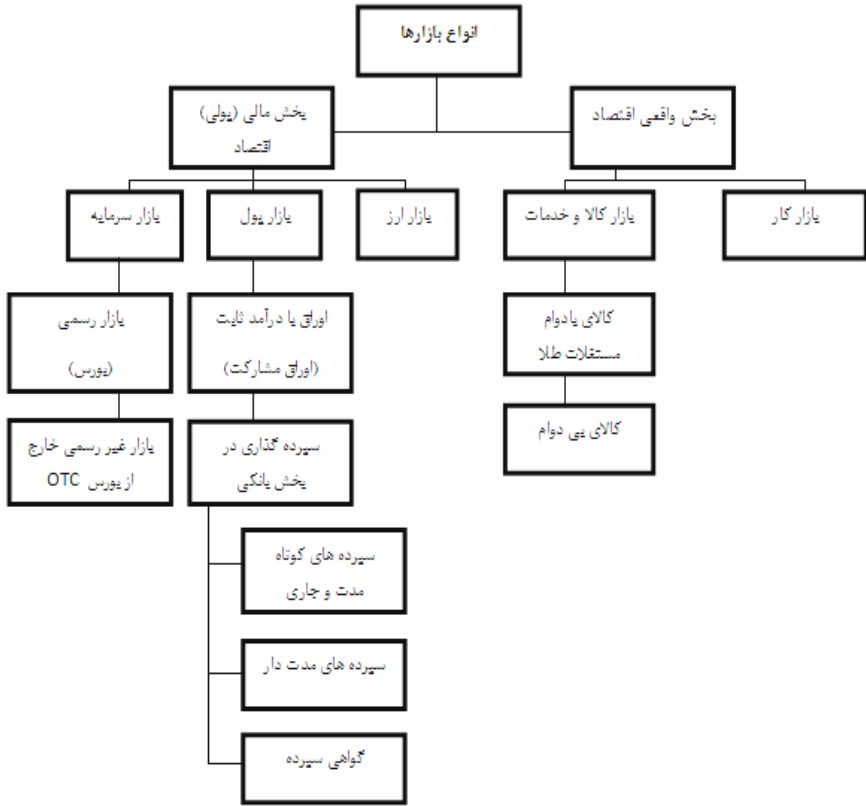 انواع بازارها
بخش واقعی اقتصاد
بخش مالی (پولی)
اقتصاد
بازار کار
بازار کالا و خدمات
بازار ارز
بازار پول
بازار سرمایه
کالای بادوام
مستغلات طلا
اوراق با درآمد ثابت
(اوراق مشارکت)
بازار رسمی
(بورس)
کالای بی دوام
سپرده گذاری در
بخش بانکی
بازار غیر رسمی خارج
از بورس OTC
سپرده های کوتاه
مدت و جاری
سپرده های مدت دار
گواهی سپرده